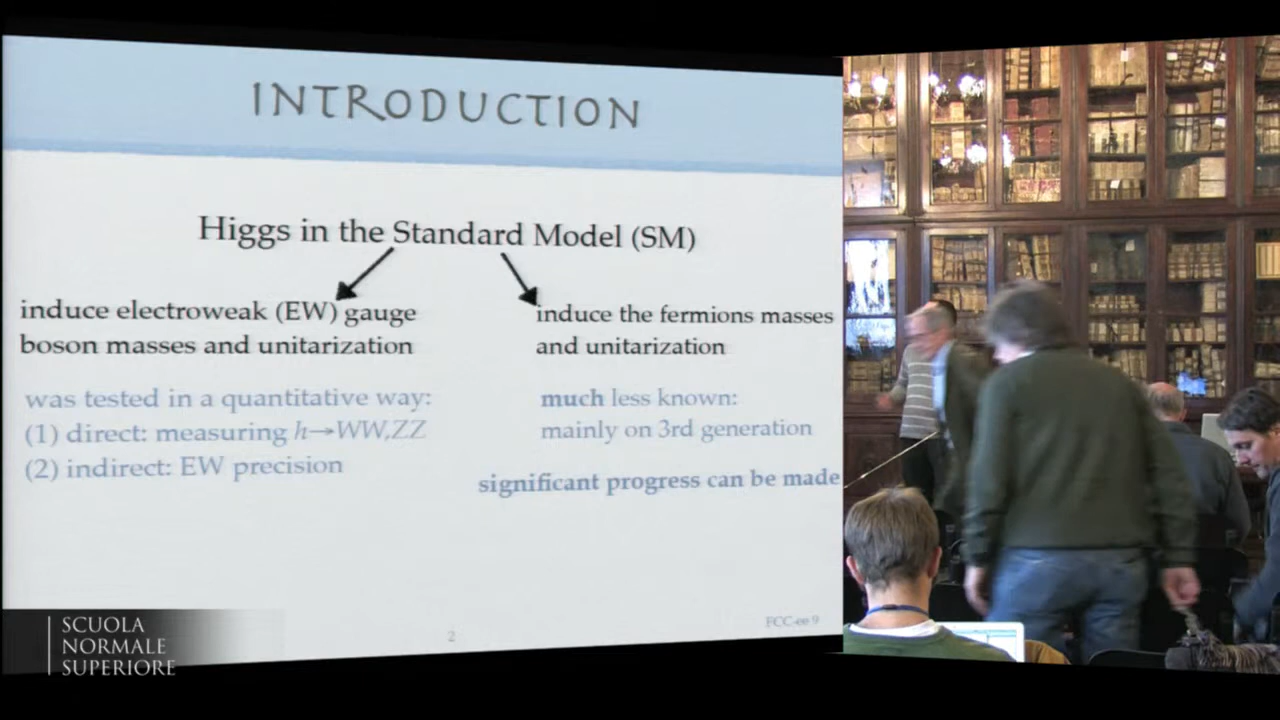 INTRODUCTION
Higgs in the Standard Model (SM)
induce electroweak (EW) gauge
boson masses and unitarization
was tested in a quantitative way:
(1) direct: measuring h→WW,ZZ
(2) indirect: EW precision
induce the fermions masses
and unitarization
much less known:
mainly on 3rd generation
significant progress can be made
2
FCC-ee 9
SCUOLA
NORMALE
SUPERIORE